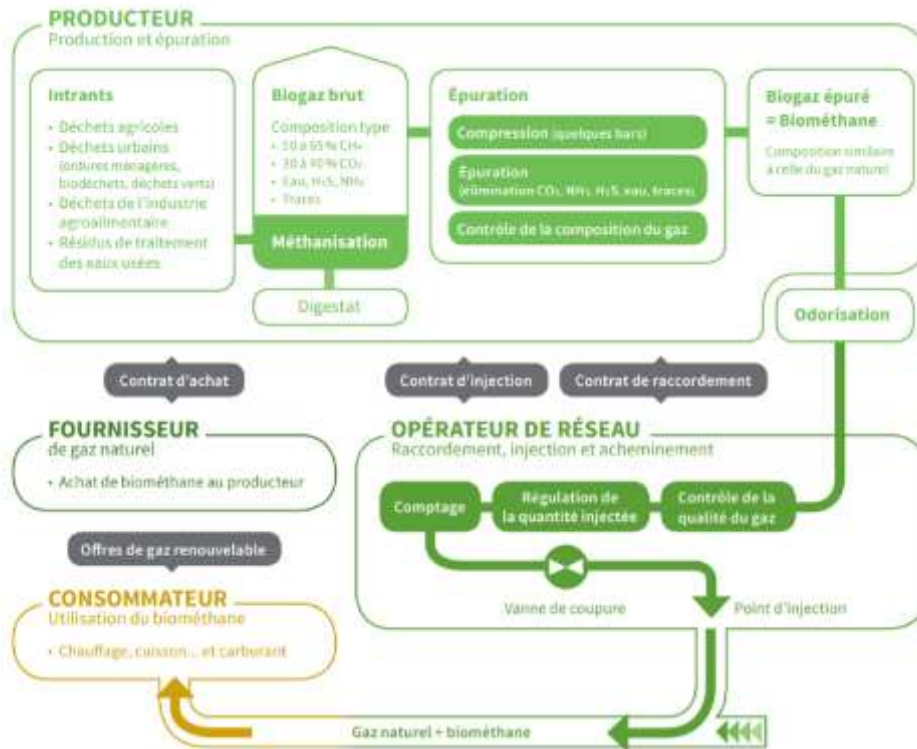 PRODUCTEUR
Production et épuration
Intrants
• Déchets agricoles
• Déchets urbains
(ordures ménagères,
biodéchets, déchets verts)
• Déchets de l'industrie
agroalimentaire
• Résidus de traitement
des eaux usées
Biogaz brut
Composition type
• 50 à 65 % CH₄
• 30 à 40 % CO₂
• Eau, H₂S, NH₃
• Traces
Méthanisation
Digestat
Épuration
Compression (quelques bars)
Épuration
(élimination CO₂, NH₃, H₂S, eau, traces)
Contrôle de la composition du gaz
Biogaz épuré
= Biométhane
Composition similaire
à celle du gaz naturel
Odorisation
Contrat d'achat
Contrat d'injection
Contrat de raccordement
FOURNISSEUR
de gaz naturel
• Achat de biométhane au producteur
OPÉRATEUR DE RÉSEAU
Raccordement, injection et acheminement
Comptage
Régulation de
la quantité injectée
Contrôle de la
qualité du gaz
Vanne de coupure
Point d'injection
Offres de gaz renouvelable
CONSOMMATEUR
Utilisation du biométhane
• Chauffage, cuisson... et carburant
Gaz naturel + biométhane